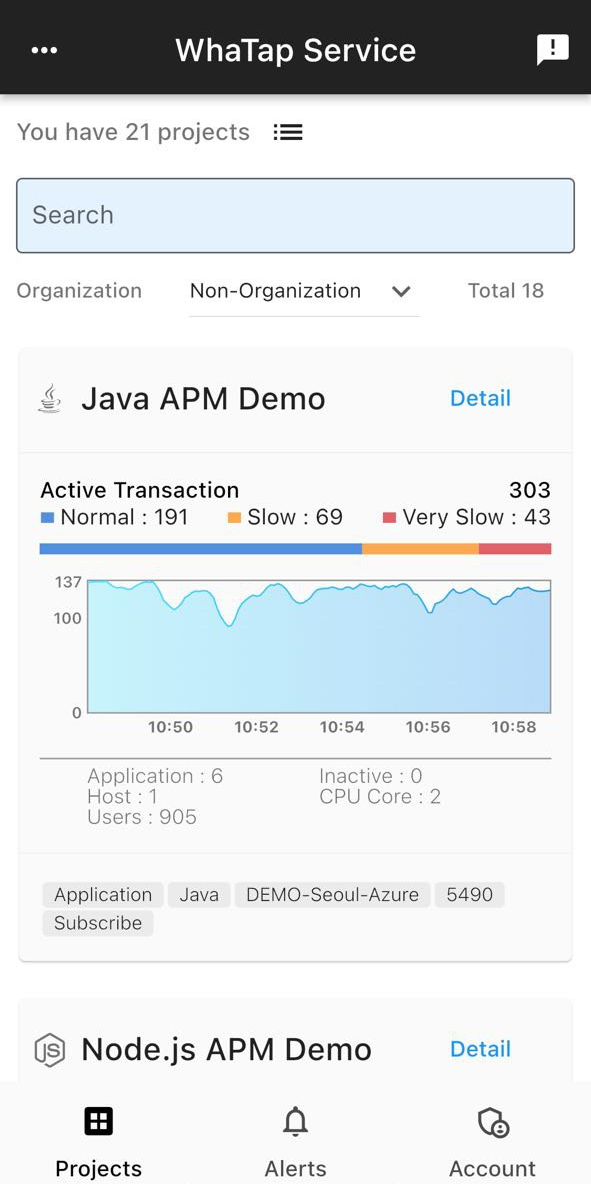 WhaTap Service
You have 21 projects
Search
Organization Non-Organization Total 18
Java APM Demo Detail
Active Transaction 303
Normal : 191 Slow : 69 Very Slow : 43
137
100
0
10:50 10:52 10:54 10:56 10:58
Application : 6 Inactive : 0
Host : 1 CPU Core : 2
Users : 905
Application Java DEMO-Seoul-Azure 5490
Subscribe
JS Node.js APM Demo Detail
Projects Alerts Account